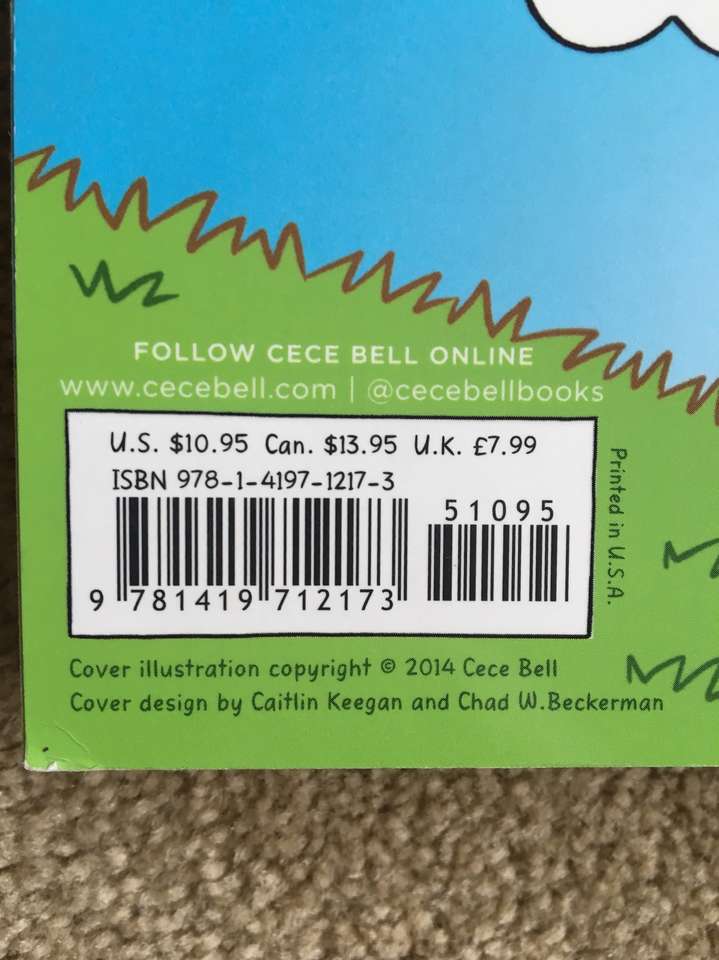 FOLLOW CECE BELL ONLINE
www.cecebell.com | @cecebellbooks
U.S. $10.95 Can. $13.95 U.K. £7.99
ISBN 978-1-4197-1217-3
51095
9 781419 712173
Printed in U.S.A.
Cover illustration copyright © 2014 Cece Bell
Cover design by Caitlin Keegan and Chad W.Beckerman